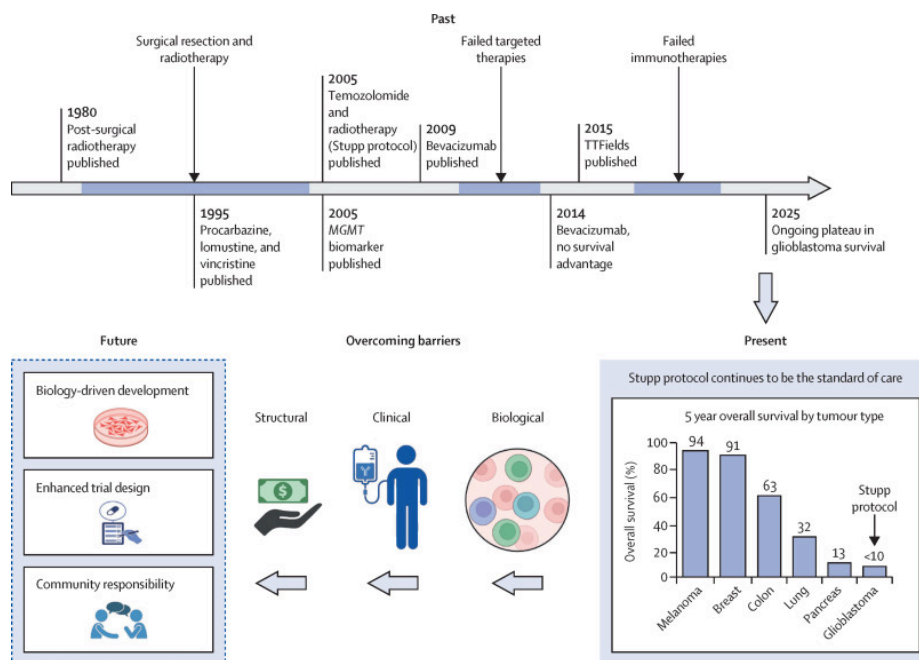 Past
Surgical resection and
radiotherapy
Failed targeted
therapies
Failed
immunotherapies
1980
Post-surgical
radiotherapy
published
2005
Temozolomide
and
radiotherapy
(Stupp protocol)
published
2009
Bevacizumab
published
2015
TTFields
published
1995
Procarbazine,
lomustine, and
vincristine
published
2005
MGMT
biomarker
published
2014
Bevacizumab,
no survival
advantage
2025
Ongoing plateau in
glioblastoma survival
Future
Biology-driven development
Enhanced trial design
Community responsibility
Overcoming barriers
Structural
Clinical
Biological
Present
Stupp protocol continues to be the standard of care
5 year overall survival by tumour type
Overall survival (%)
100
80
60
40
20
0
94
91
63
32
13
<10
Stupp
protocol
Melanoma
Breast
Colon
Lung
Pancreas
Glioblastoma